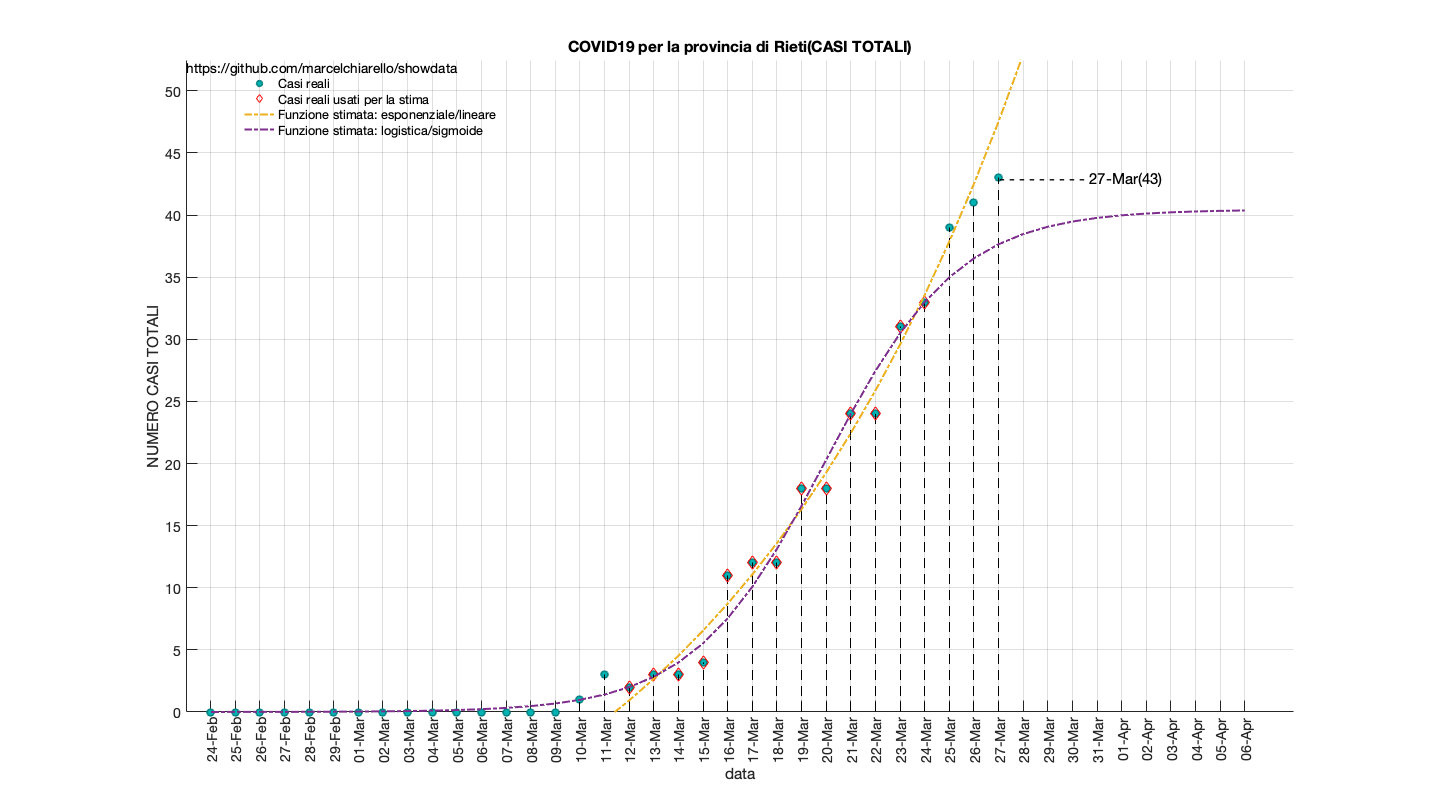 COVID19 per la provincia di Rieti(CASI TOTALI)
https://github.com/marcelchiarello/showdata
Casi reali
Casi reali usati per la stima
Funzione stimata: esponenziale/lineare
Funzione stimata: logistica/sigmoide
50
45
40
35
30
25
20
15
10
5
0
NUMERO CASI TOTALI
27-Mar(43)
24-Feb
25-Feb
26-Feb
27-Feb
28-Feb
29-Feb
01-Mar
02-Mar
03-Mar
04-Mar
05-Mar
06-Mar
07-Mar
08-Mar
09-Mar
10-Mar
11-Mar
12-Mar
13-Mar
14-Mar
15-Mar
16-Mar
17-Mar
18-Mar
19-Mar
20-Mar
21-Mar
22-Mar
23-Mar
24-Mar
25-Mar
26-Mar
27-Mar
28-Mar
29-Mar
30-Mar
31-Mar
01-Apr
02-Apr
03-Apr
04-Apr
05-Apr
06-Apr
data